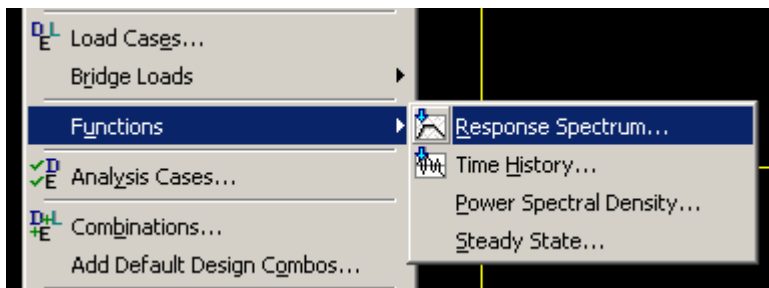 Load Cases...
Bridge Loads
Functions
Analysis Cases...
Combinations...
Add Default Design Combos...
Response Spectrum...
Time History...
Power Spectral Density...
Steady State...